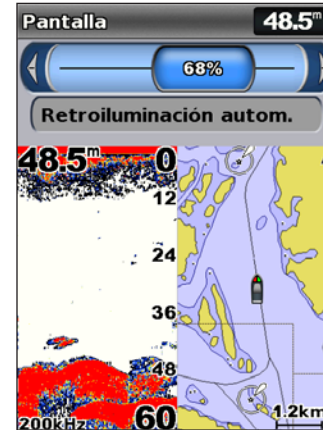 Pantalla 48.5m
68%
Retroiluminación autom.
48.5m 0
12
24
36
48
200kHz 60
1.2km